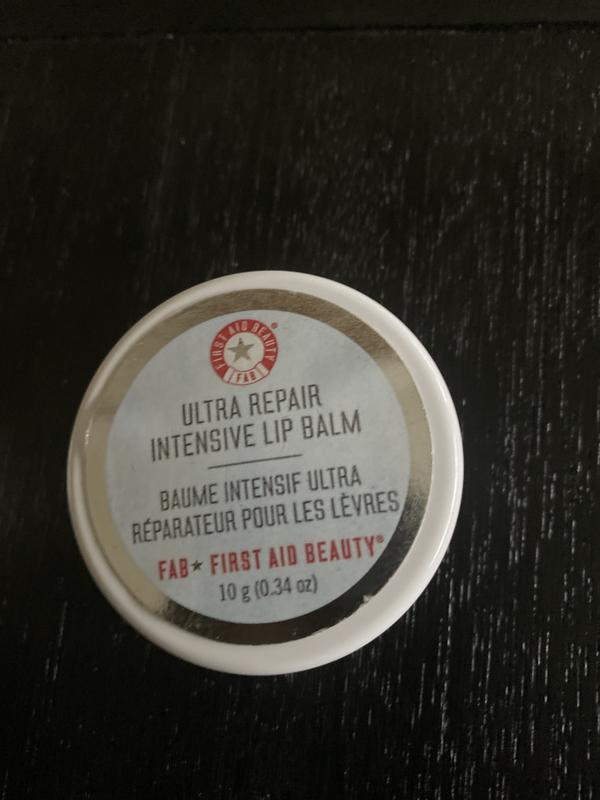 FIRST AID BEAUTY®
FAB
ULTRA REPAIR
INTENSIVE LIP BALM
BAUME INTENSIF ULTRA
RÉPARATEUR POUR LES LÈVRES
FAB★ FIRST AID BEAUTY®
10 g (0.34 oz)